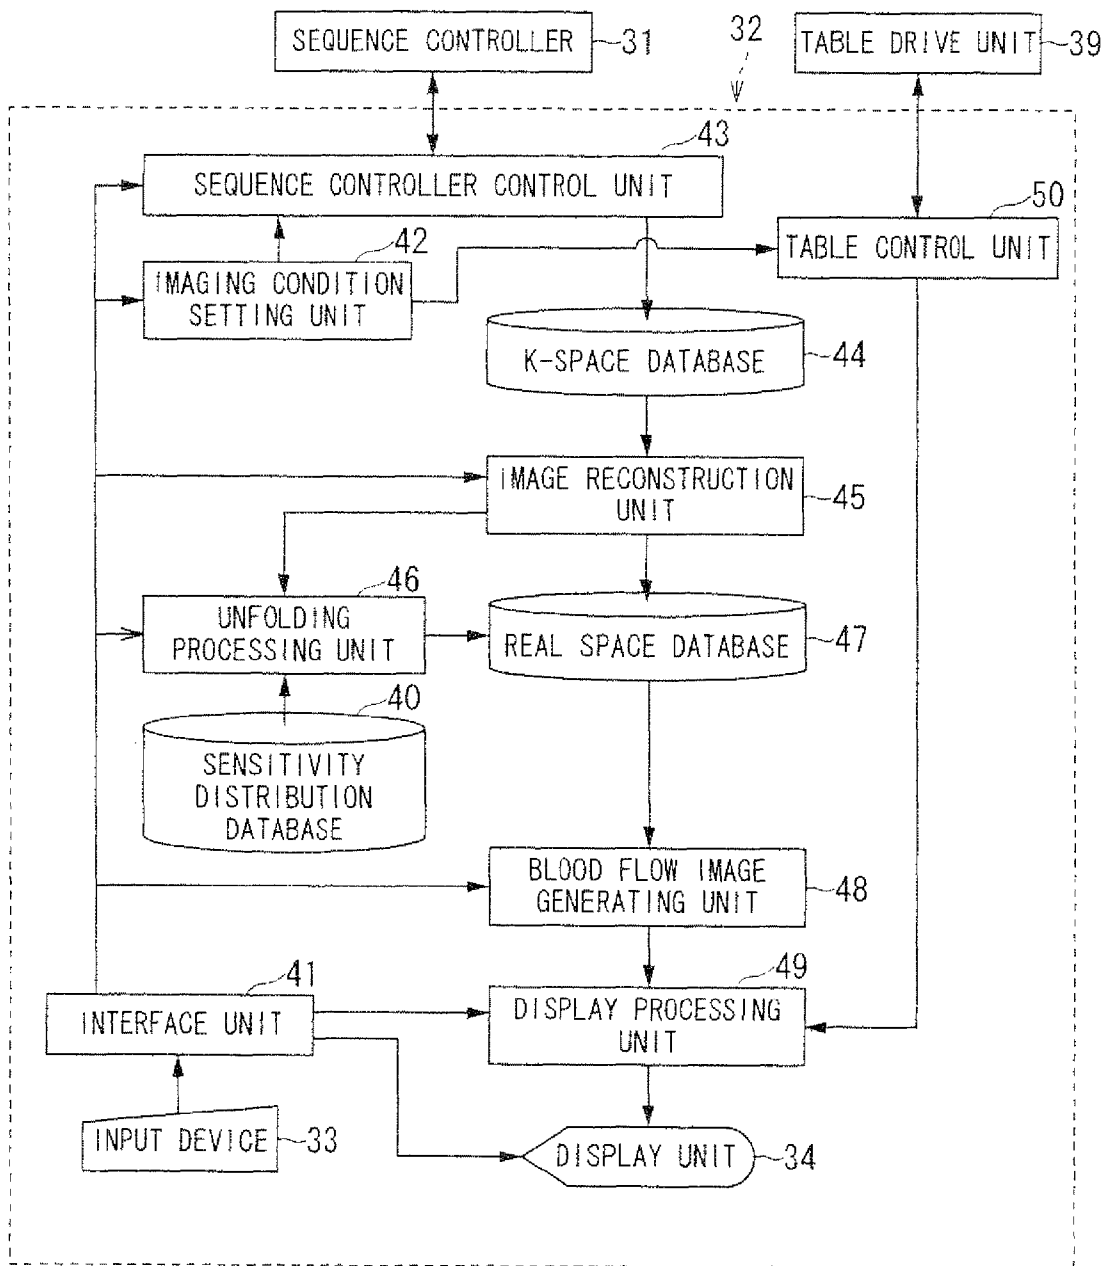 SEQUENCE CONTROLLER 31
32
TABLE DRIVE UNIT 39
43
SEQUENCE CONTROLLER CONTROL UNIT
50
TABLE CONTROL UNIT
42
IMAGING CONDITION
SETTING UNIT
K-SPACE DATABASE 44
IMAGE RECONSTRUCTION
UNIT
45
46
UNFOLDING
PROCESSING UNIT
REAL SPACE DATABASE 47
40
SENSITIVITY
DISTRIBUTION
DATABASE
BLOOD FLOW IMAGE
GENERATING UNIT
48
41
INTERFACE UNIT
49
DISPLAY PROCESSING
UNIT
INPUT DEVICE 33
DISPLAY UNIT 34